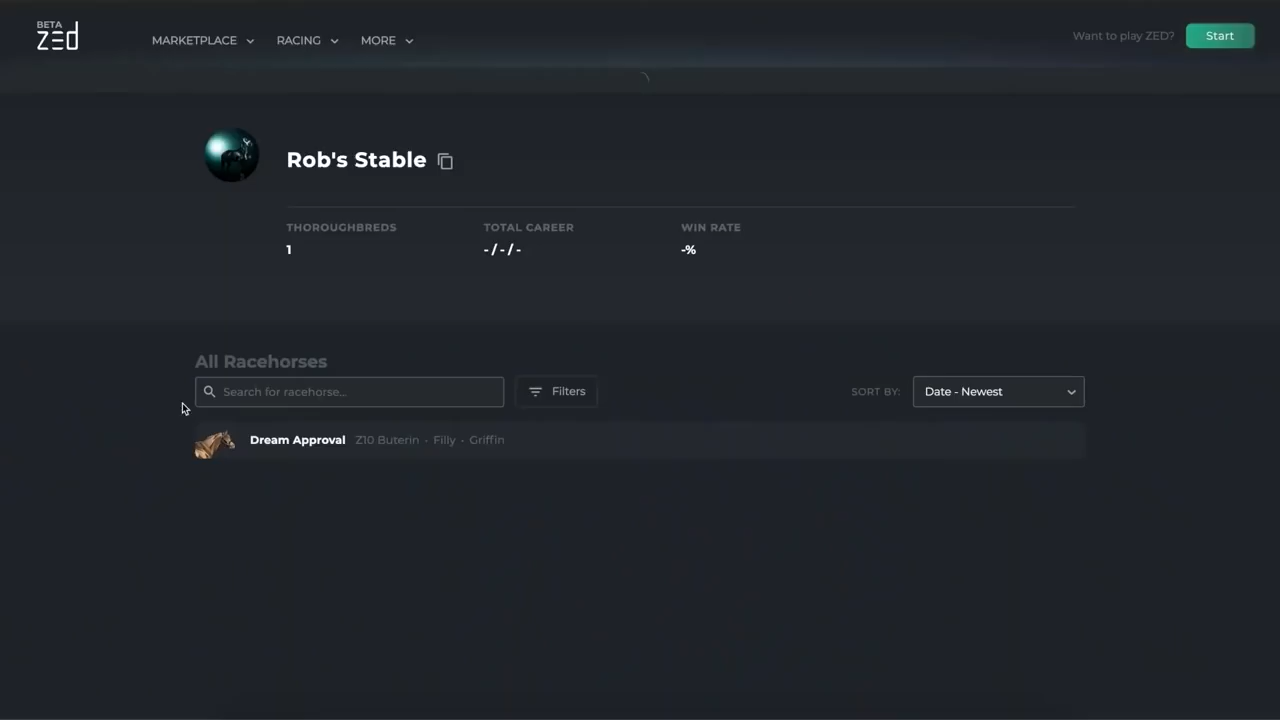 BETA
zed
MARKETPLACE RACING MORE
Want to play ZED? Start
Rob's Stable
THOROUGHBREDS TOTAL CAREER WIN RATE
1 -/-/- -%
All Racehorses
Search for racehorse... Filters SORT BY: Date - Newest
Dream Approval Z10 Buterin · Filly · Griffin